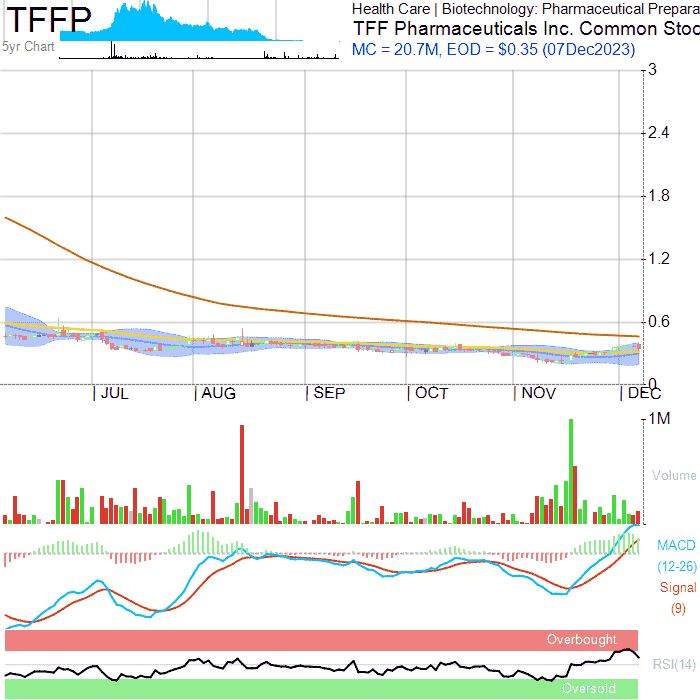 TFFP
5yr Chart
Health Care | Biotechnology: Pharmaceutical Prepara
TFF Pharmaceuticals Inc. Common Stoc
MC = 20.7M, EOD = $0.35 (07Dec2023)
3
2.4
1.8
1.2
0.6
0
JUL AUG SEP OCT NOV DEC
1M
Volume
MACD
(12-26)
Signal
(9)
Overbought
RSI(14)
Oversold